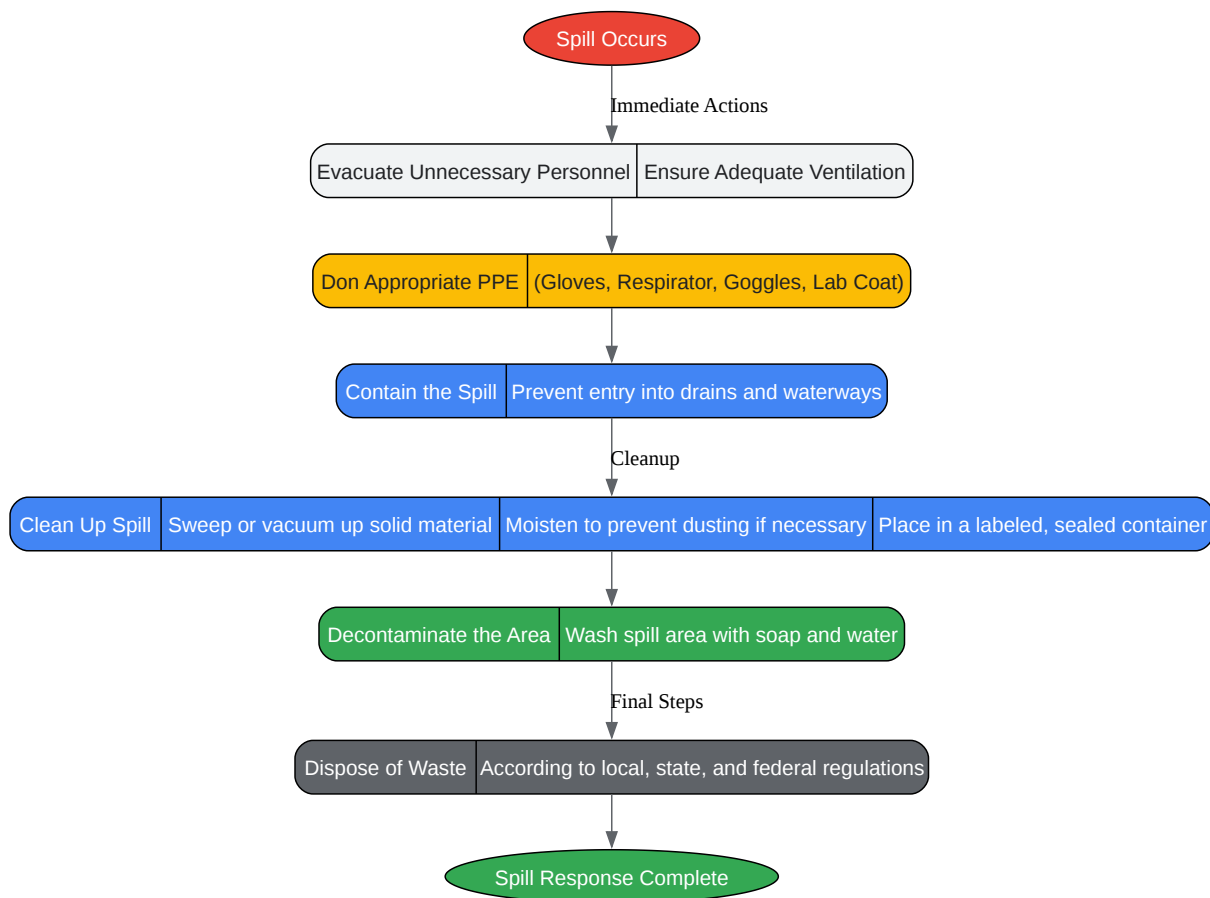 Spill Occurs
Immediate Actions
Evacuate Unnecessary Personnel Ensure Adequate Ventilation
Don Appropriate PPE (Gloves, Respirator, Goggles, Lab Coat)
Contain the Spill Prevent entry into drains and waterways
Cleanup
Clean Up Spill Sweep or vacuum up solid material Moisten to prevent dusting if necessary Place in a labeled, sealed container
Decontaminate the Area Wash spill area with soap and water
Final Steps
Dispose of Waste According to local, state, and federal regulations
Spill Response Complete